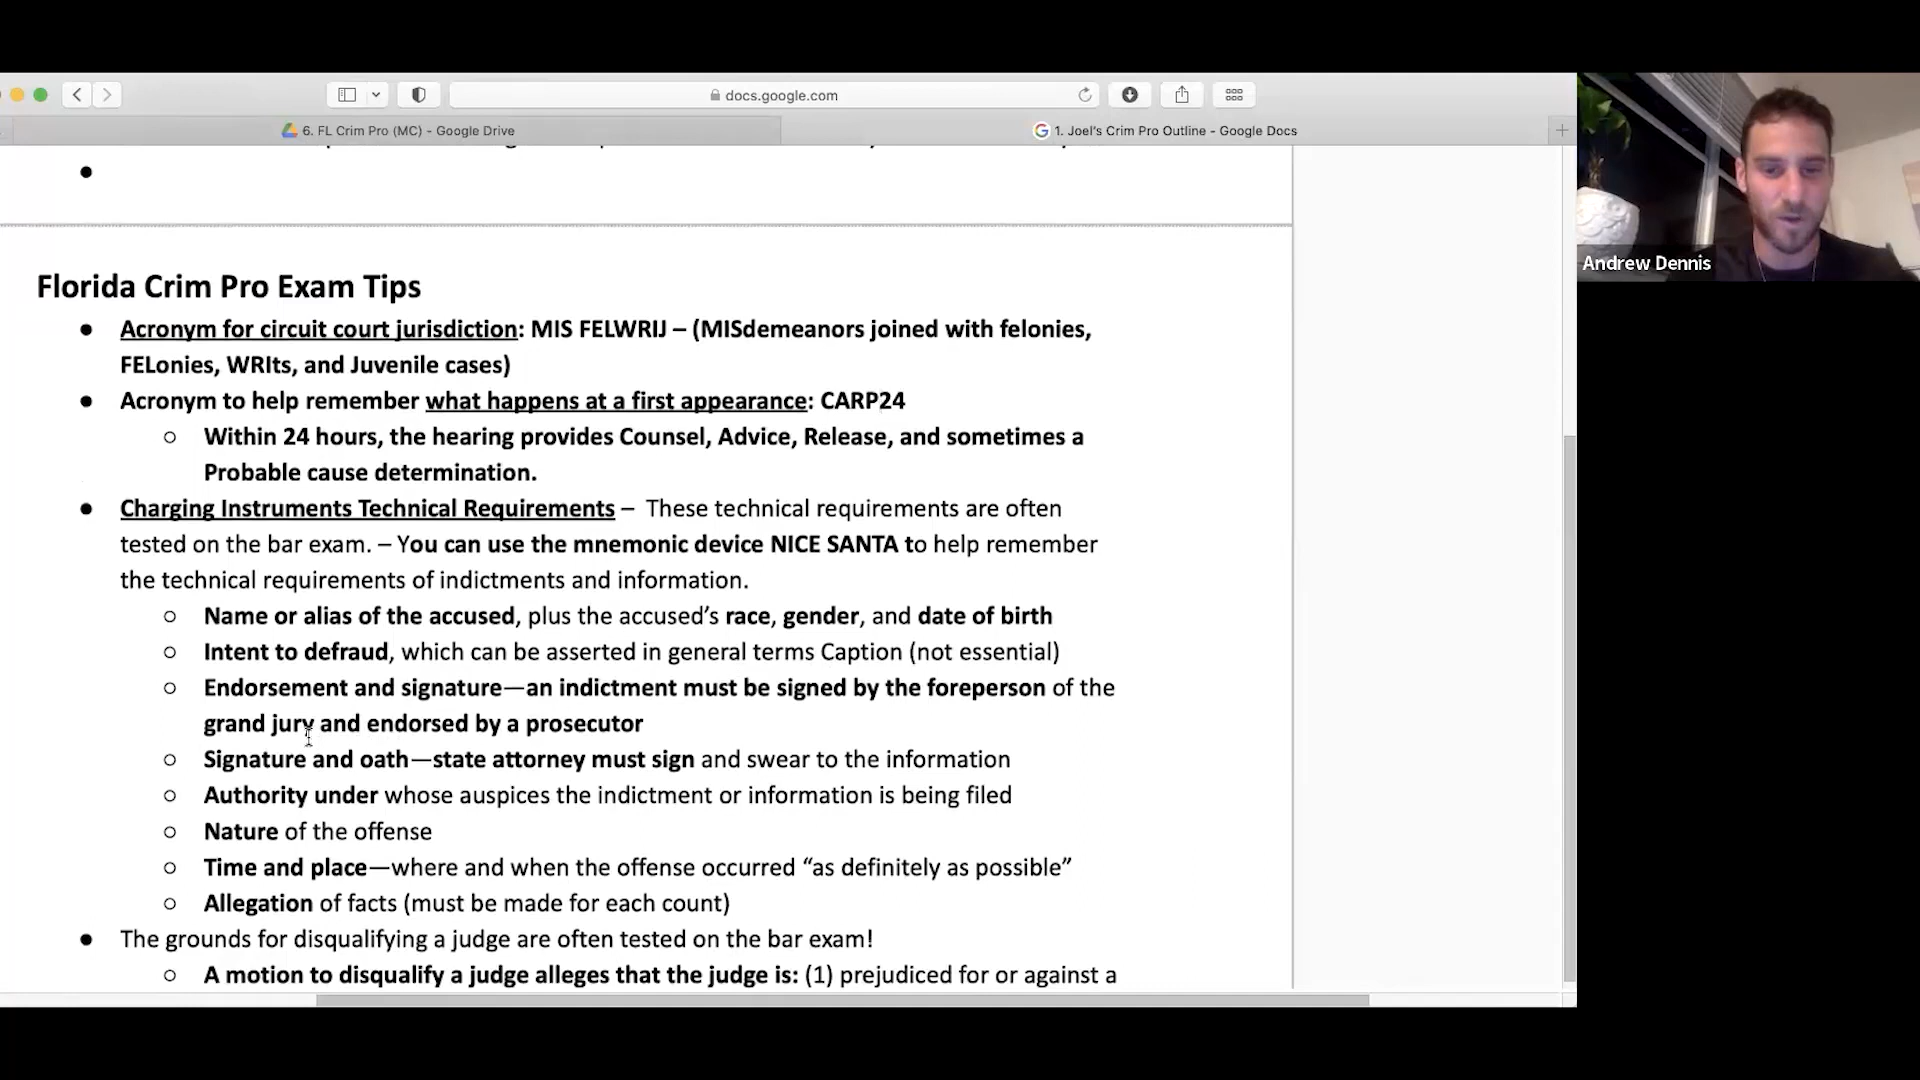 docs.google.com
6. FL Crim Pro (MC) - Google Drive
1. Joel's Crim Pro Outline - Google Docs
Andrew Dennis
Florida Crim Pro Exam Tips
● Acronym for circuit court jurisdiction: MIS FELWRIJ – (MISdemeanors joined with felonies,
FELonies, WRIts, and Juvenile cases)
● Acronym to help remember what happens at a first appearance: CARP24
○ Within 24 hours, the hearing provides Counsel, Advice, Release, and sometimes a
Probable cause determination.
● Charging Instruments Technical Requirements – These technical requirements are often
tested on the bar exam. – You can use the mnemonic device NICE SANTA to help remember
the technical requirements of indictments and information.
○ Name or alias of the accused, plus the accused’s race, gender, and date of birth
○ Intent to defraud, which can be asserted in general terms Caption (not essential)
○ Endorsement and signature—an indictment must be signed by the foreperson of the
grand jury and endorsed by a prosecutor
○ Signature and oath—state attorney must sign and swear to the information
○ Authority under whose auspices the indictment or information is being filed
○ Nature of the offense
○ Time and place—where and when the offense occurred “as definitely as possible”
○ Allegation of facts (must be made for each count)
● The grounds for disqualifying a judge are often tested on the bar exam!
○ A motion to disqualify a judge alleges that the judge is: (1) prejudiced for or against a